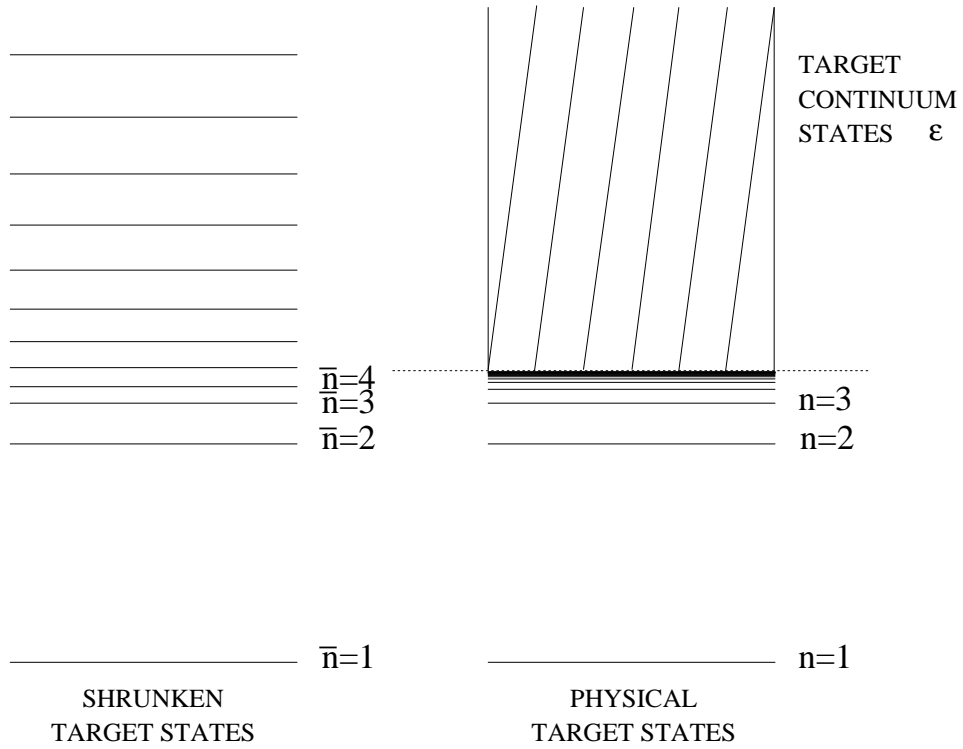 TARGET
CONTINUUM
STATES ε
n̅=4
n̅=3
n=3
n̅=2
n=2
n̅=1
n=1
SHRUNKEN
TARGET STATES
PHYSICAL
TARGET STATES